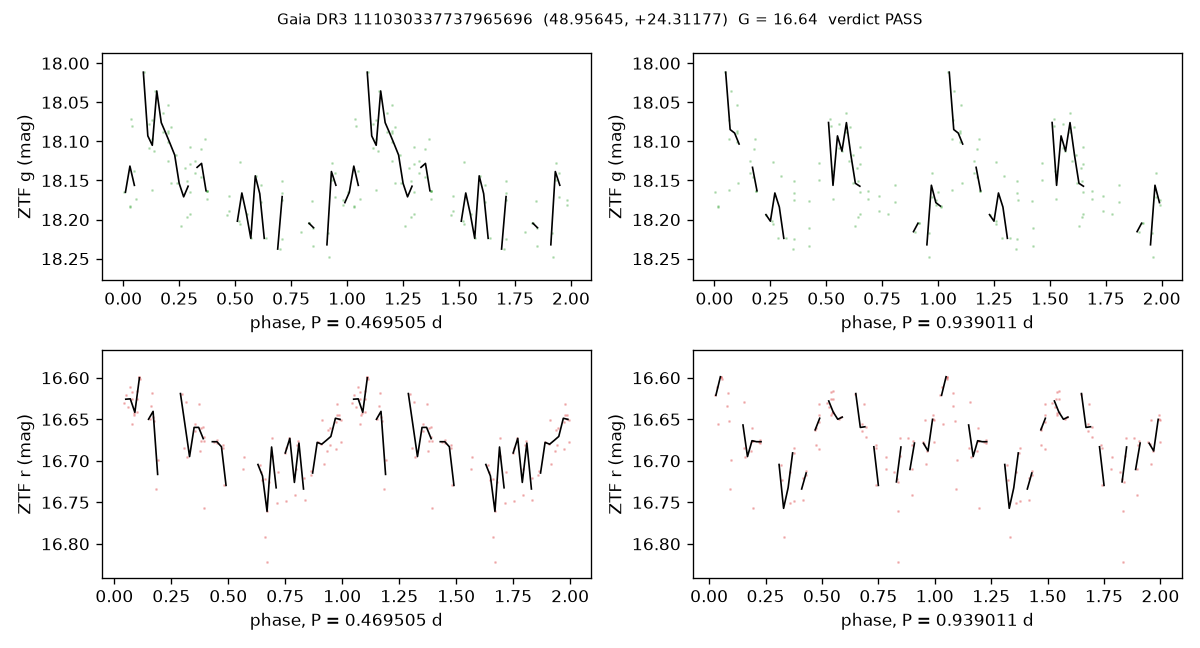 Gaia DR3 111030337737965696 (48.95645, +24.31177) G = 16.64 verdict PASS
ZTF g (mag)
18.00
18.05
18.10
18.15
18.20
18.25
0.00 0.25 0.50 0.75 1.00 1.25 1.50 1.75 2.00
phase, P = 0.469505 d
ZTF g (mag)
18.00
18.05
18.10
18.15
18.20
18.25
0.00 0.25 0.50 0.75 1.00 1.25 1.50 1.75 2.00
phase, P = 0.939011 d
ZTF r (mag)
16.60
16.65
16.70
16.75
16.80
0.00 0.25 0.50 0.75 1.00 1.25 1.50 1.75 2.00
phase, P = 0.469505 d
ZTF r (mag)
16.60
16.65
16.70
16.75
16.80
0.00 0.25 0.50 0.75 1.00 1.25 1.50 1.75 2.00
phase, P = 0.939011 d